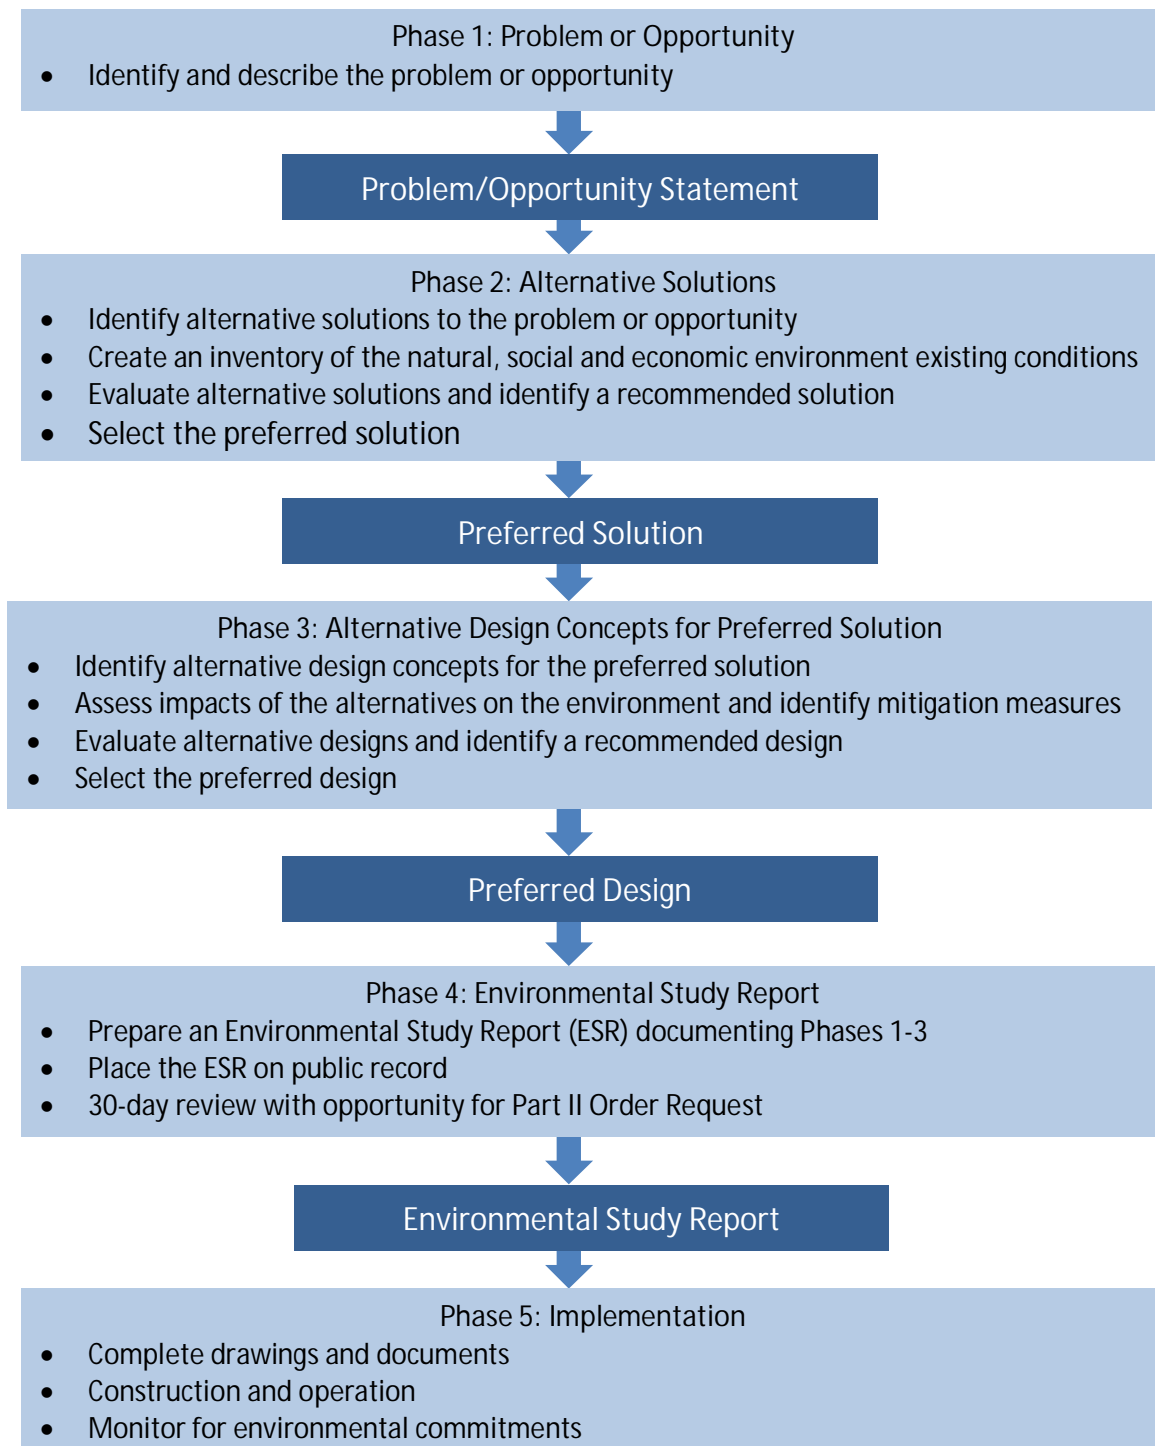 Phase 1: Problem or Opportunity
• Identify and describe the problem or opportunity
Problem/Opportunity Statement
Phase 2: Alternative Solutions
• Identify alternative solutions to the problem or opportunity
• Create an inventory of the natural, social and economic environment existing conditions
• Evaluate alternative solutions and identify a recommended solution
• Select the preferred solution
Preferred Solution
Phase 3: Alternative Design Concepts for Preferred Solution
• Identify alternative design concepts for the preferred solution
• Assess impacts of the alternatives on the environment and identify mitigation measures
• Evaluate alternative designs and identify a recommended design
• Select the preferred design
Preferred Design
Phase 4: Environmental Study Report
• Prepare an Environmental Study Report (ESR) documenting Phases 1-3
• Place the ESR on public record
• 30-day review with opportunity for Part II Order Request
Environmental Study Report
Phase 5: Implementation
• Complete drawings and documents
• Construction and operation
• Monitor for environmental commitments